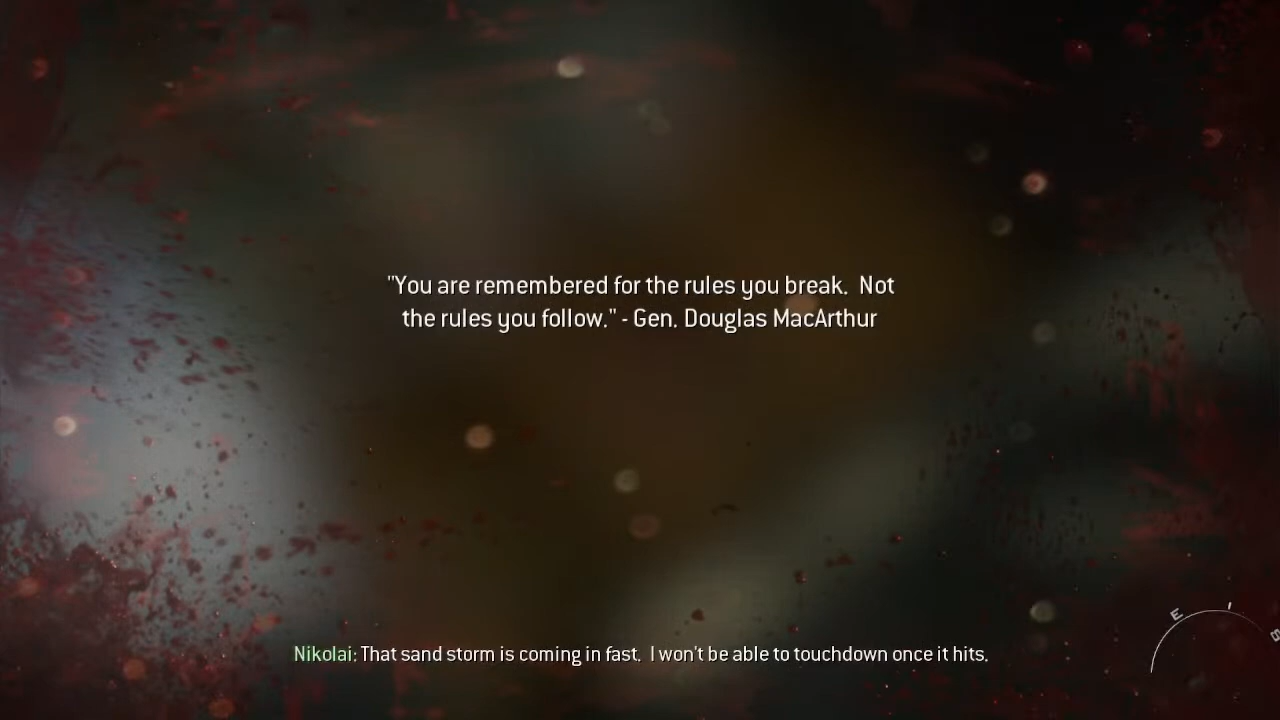 "You are remembered for the rules you break.  Not
the rules you follow." - Gen. Douglas MacArthur
Nikolai: That sand storm is coming in fast.  I won't be able to touchdown once it hits.
E
S